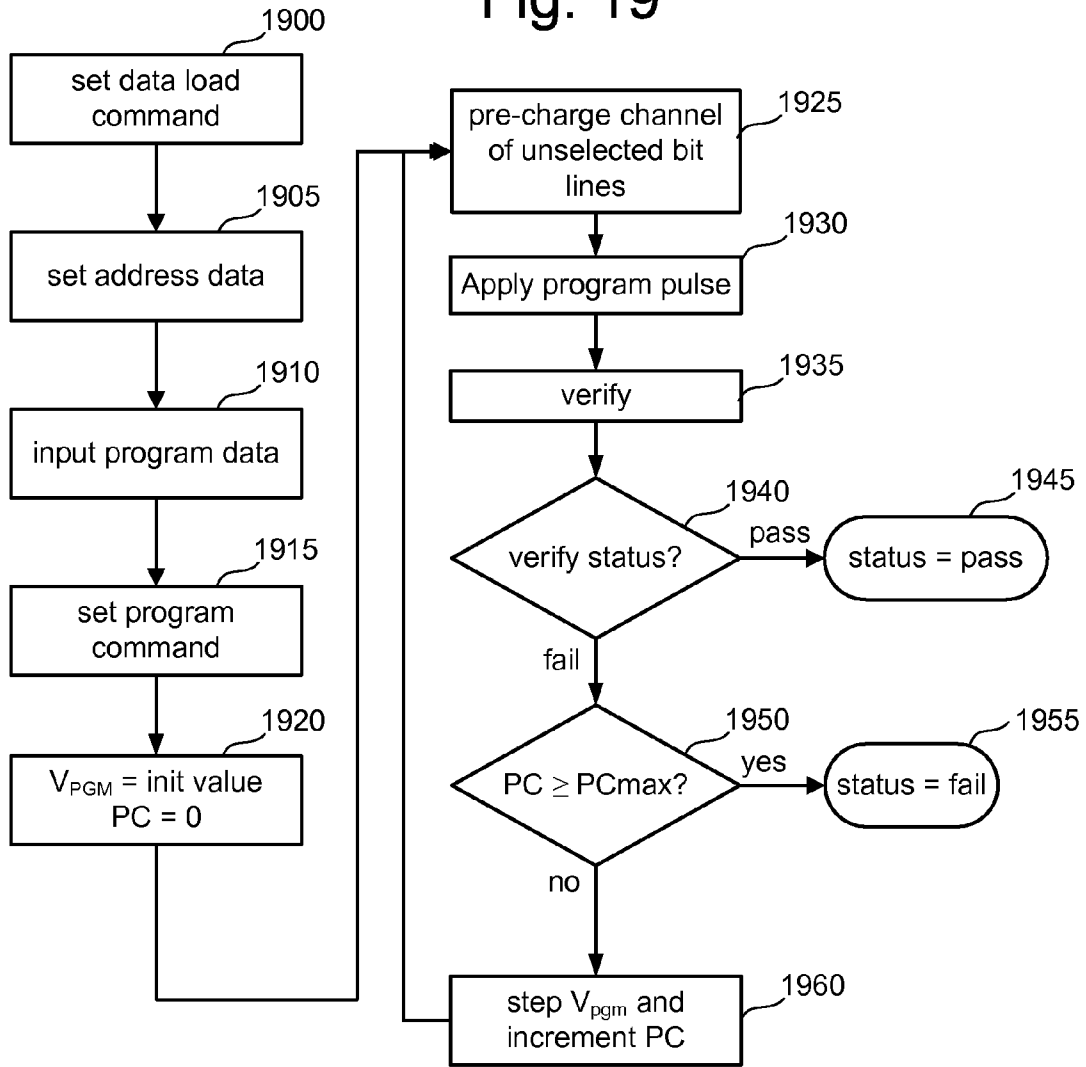 Fig. 19
1900
set data load
command
1905
set address data
1910
input program data
1915
set program
command
1920
V_PGM = init value
PC = 0
1925
pre-charge channel
of unselected bit
lines
1930
Apply program pulse
1935
verify
1940
verify status?
pass
1945
status = pass
fail
1950
PC ≥ PCmax?
yes
1955
status = fail
no
1960
step V_pgm and
increment PC